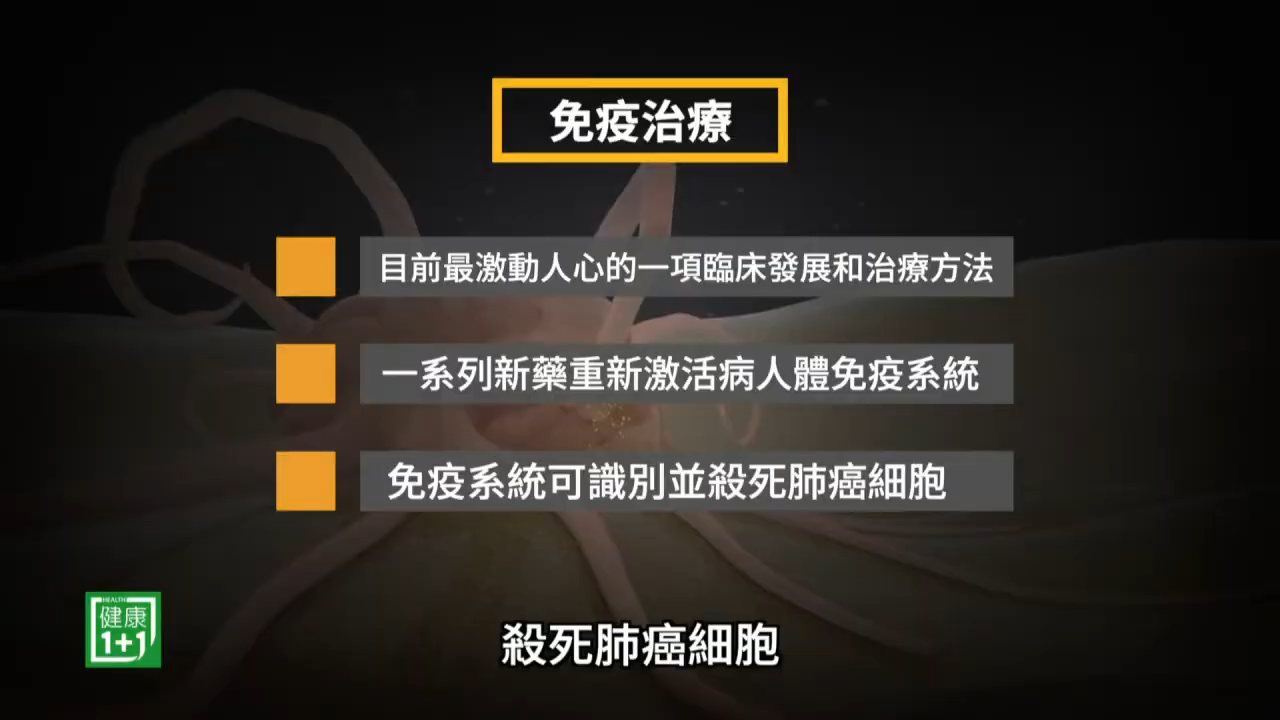 免疫治療
目前最激動人心的一項臨床發展和治療方法
一系列新藥重新激活病人體免疫系統
免疫系統可識別並殺死肺癌細胞
HEALTH
健康
1+1
殺死肺癌細胞